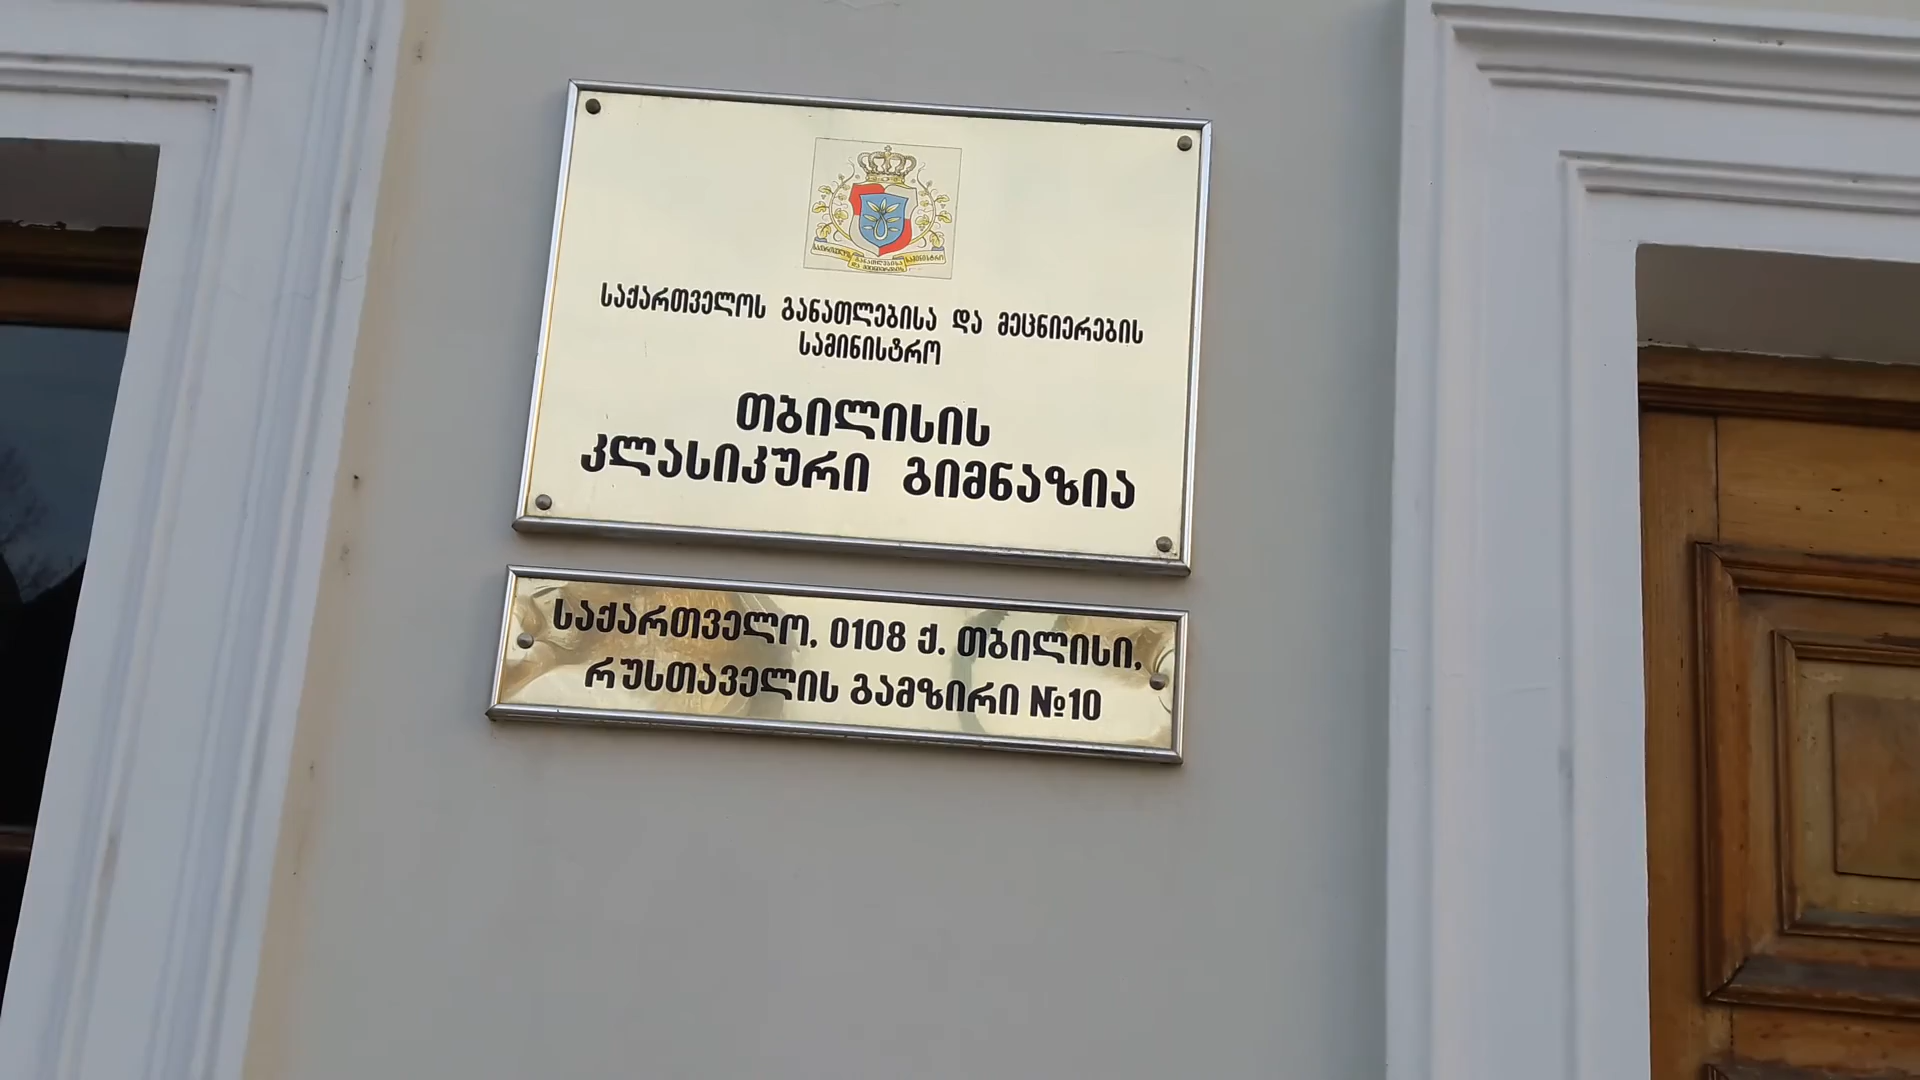 საქართველოს განათლებისა და მეცნიერების
სამინისტრო
თბილისის
კლასიკური გიმნაზია
საქართველო, 0108 ქ. თბილისი,
რუსთაველის გამზირი №10